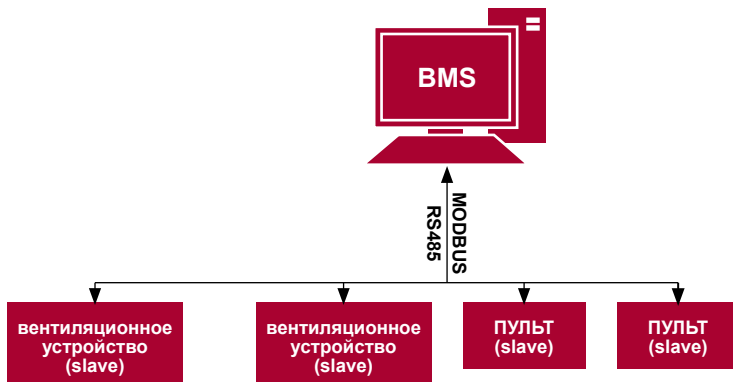 BMS
MODBUS
RS485
вентиляционное
устройство
(slave)
вентиляционное
устройство
(slave)
ПУЛЬТ
(slave)
ПУЛЬТ
(slave)